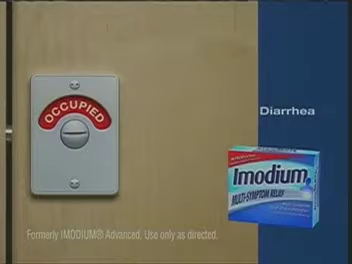 OCCUPIED
Diarrhea
Imodium
MULTI-SYMPTOM RELIEF
Formerly IMODIUM® Advanced. Use only as directed.